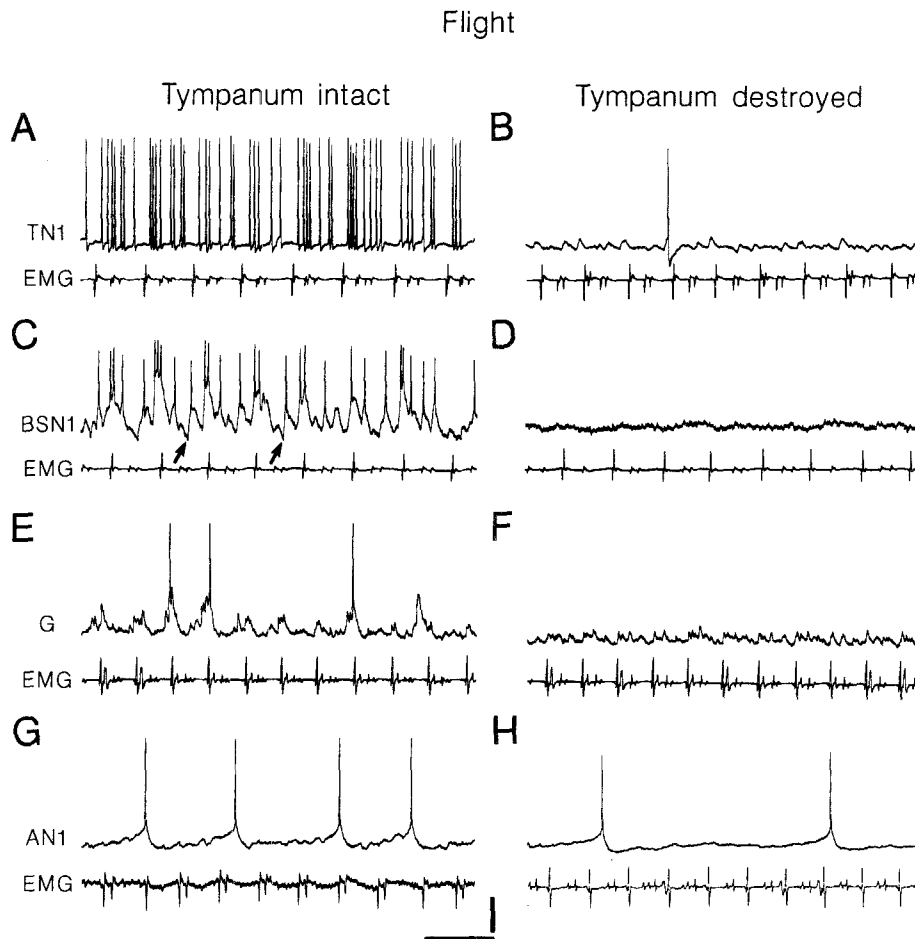 Flight
Tympanum intact
Tympanum destroyed
A
B
TN1
EMG
C
D
BSN1
EMG
E
F
G
EMG
G
H
AN1
EMG